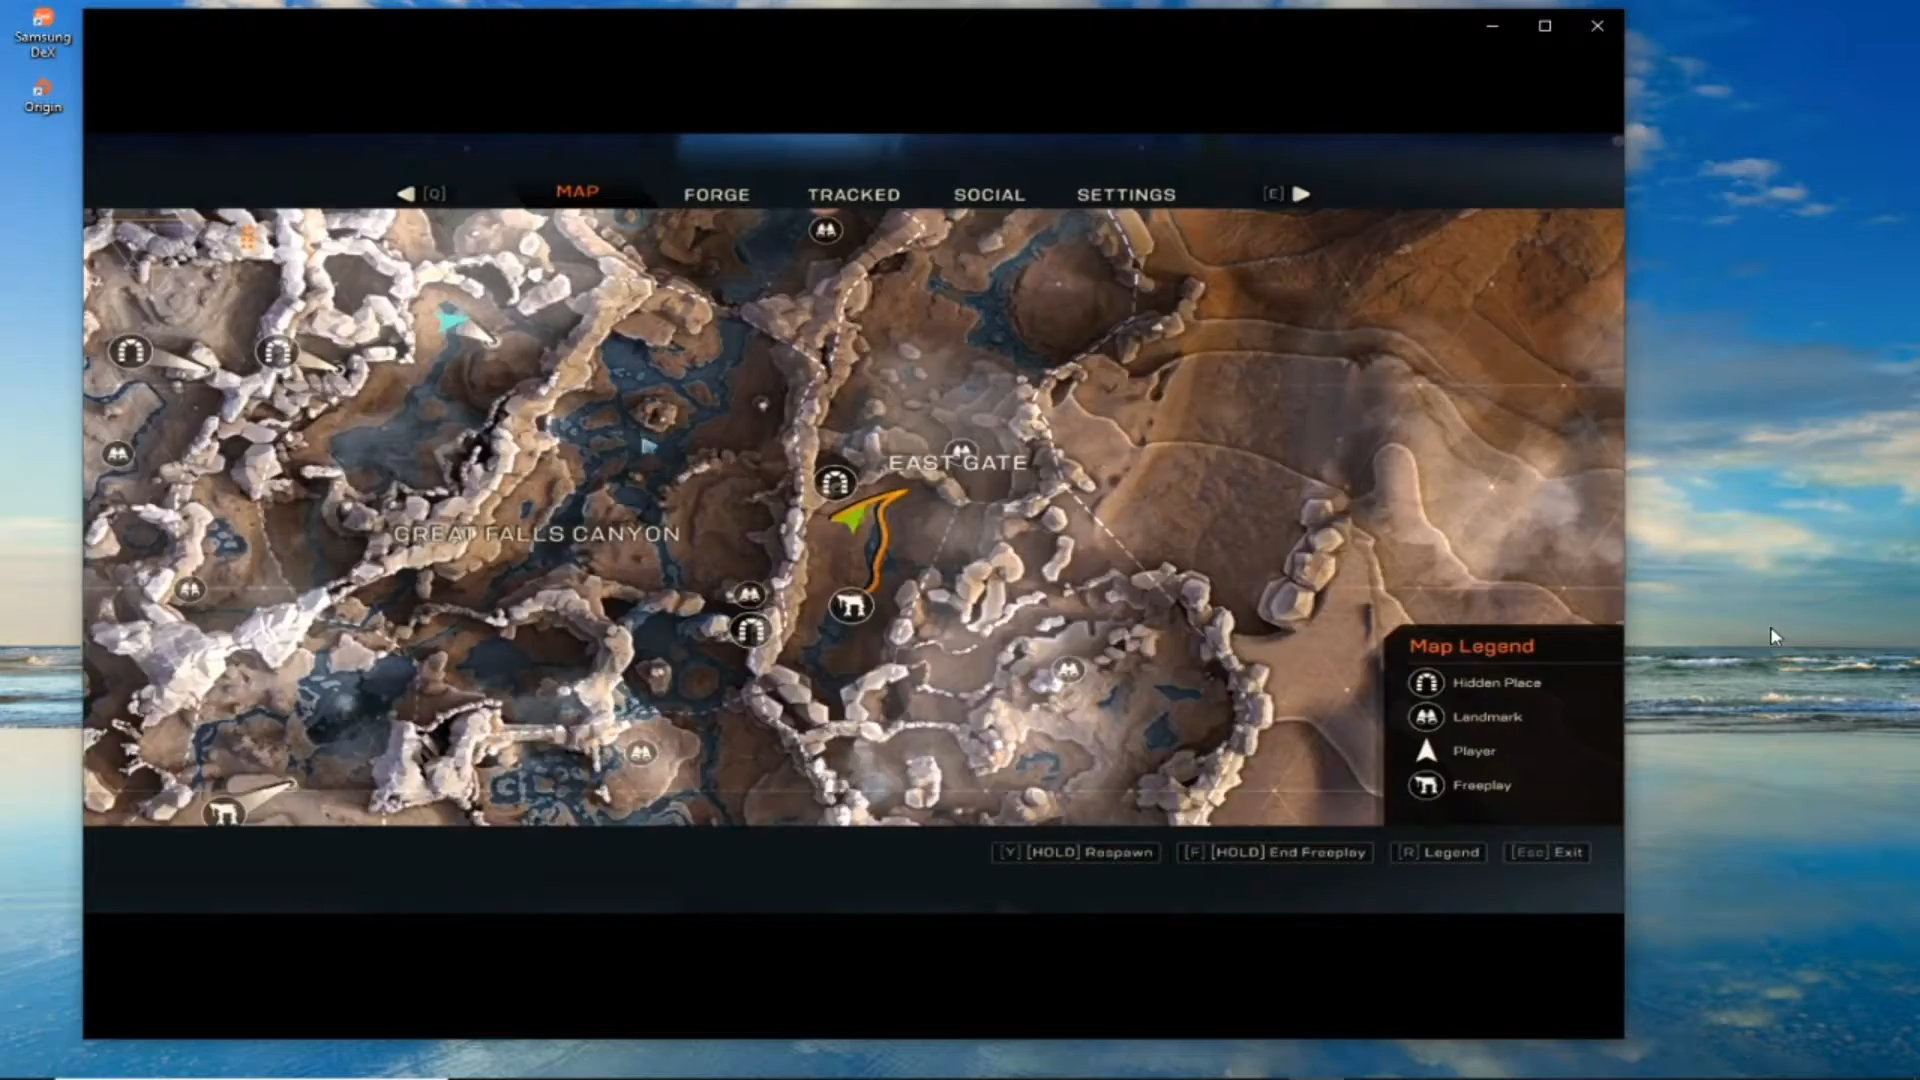 Samsung
DeX
Origin
[Q]
MAP
FORGE
TRACKED
SOCIAL
SETTINGS
[E]
EAST GATE
GREAT FALLS CANYON
Map Legend
Hidden Place
Landmark
Player
Freeplay
[Y] [HOLD] Respawn
[F] [HOLD] End Freeplay
[R] Legend
[Esc] Exit